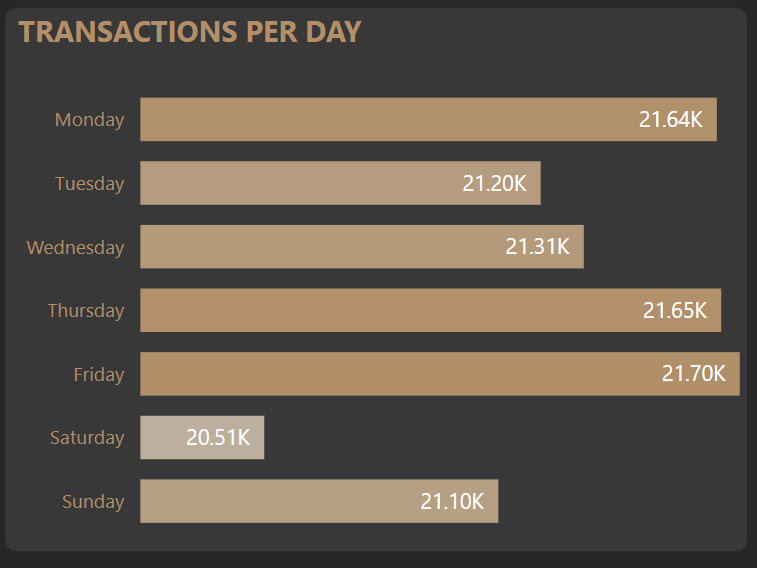 TRANSACTIONS PER DAY
Monday 21.64K
Tuesday 21.20K
Wednesday 21.31K
Thursday 21.65K
Friday 21.70K
Saturday 20.51K
Sunday 21.10K